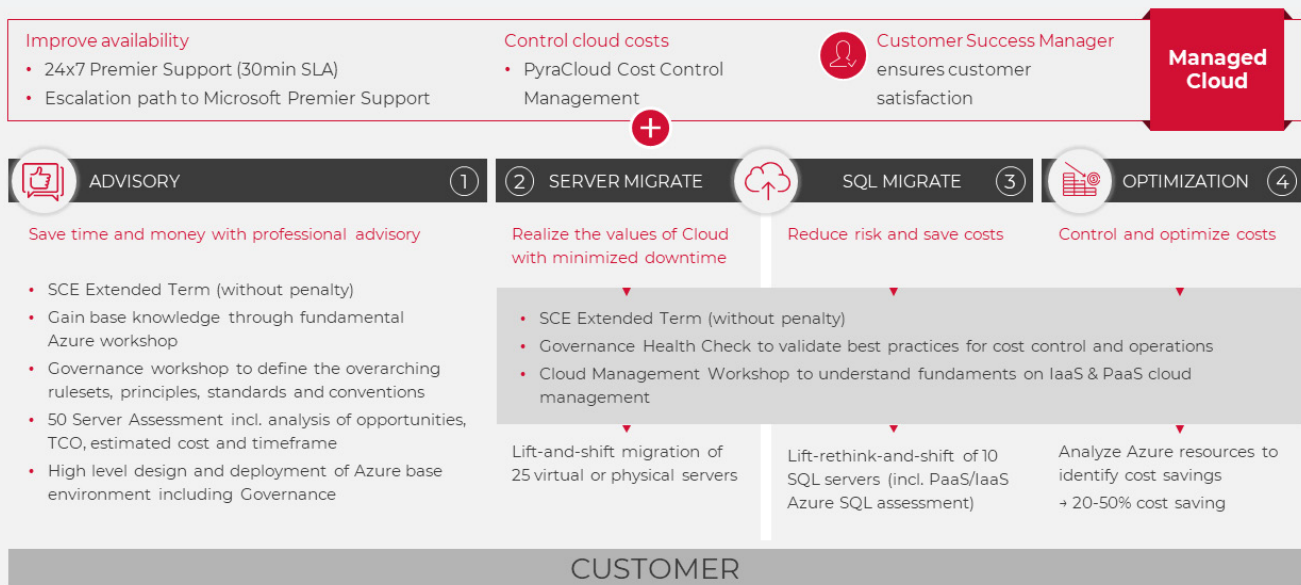 Improve availability
• 24x7 Premier Support (30min SLA)
• Escalation path to Microsoft Premier Support
Control cloud costs
• PyraCloud Cost Control
Management
Customer Success Manager
ensures customer
satisfaction
Managed
Cloud
+
ADVISORY 1
2 SERVER MIGRATE
SQL MIGRATE 3
OPTIMIZATION 4
Save time and money with professional advisory
• SCE Extended Term (without penalty)
• Gain base knowledge through fundamental
Azure workshop
• Governance workshop to define the overarching
rulesets, principles, standards and conventions
• 50 Server Assessment incl. analysis of opportunities,
TCO, estimated cost and timeframe
• High level design and deployment of Azure base
environment including Governance
Realize the values of Cloud
with minimized downtime
Reduce risk and save costs
Control and optimize costs
• SCE Extended Term (without penalty)
• Governance Health Check to validate best practices for cost control and operations
• Cloud Management Workshop to understand fundaments on IaaS & PaaS cloud
management
Lift-and-shift migration of
25 virtual or physical servers
Lift-rethink-and-shift of 10
SQL servers (incl. PaaS/IaaS
Azure SQL assessment)
Analyze Azure resources to
identify cost savings
→ 20-50% cost saving
CUSTOMER